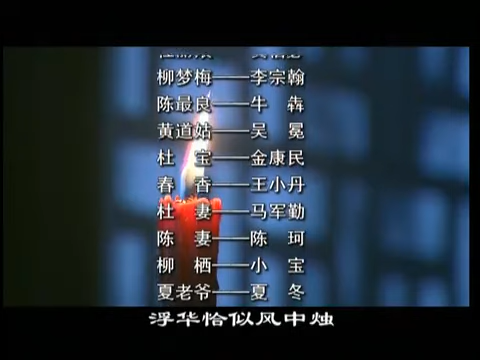 柳梦梅——李宗翰
陈最良——牛　犇
黄道姑——吴　冕
杜　宝——金康民
春　香——王小丹
杜　妻——马军勤
陈　妻——陈　珂
柳　栖——小　宝
夏老爷——夏　冬
浮华恰似风中烛